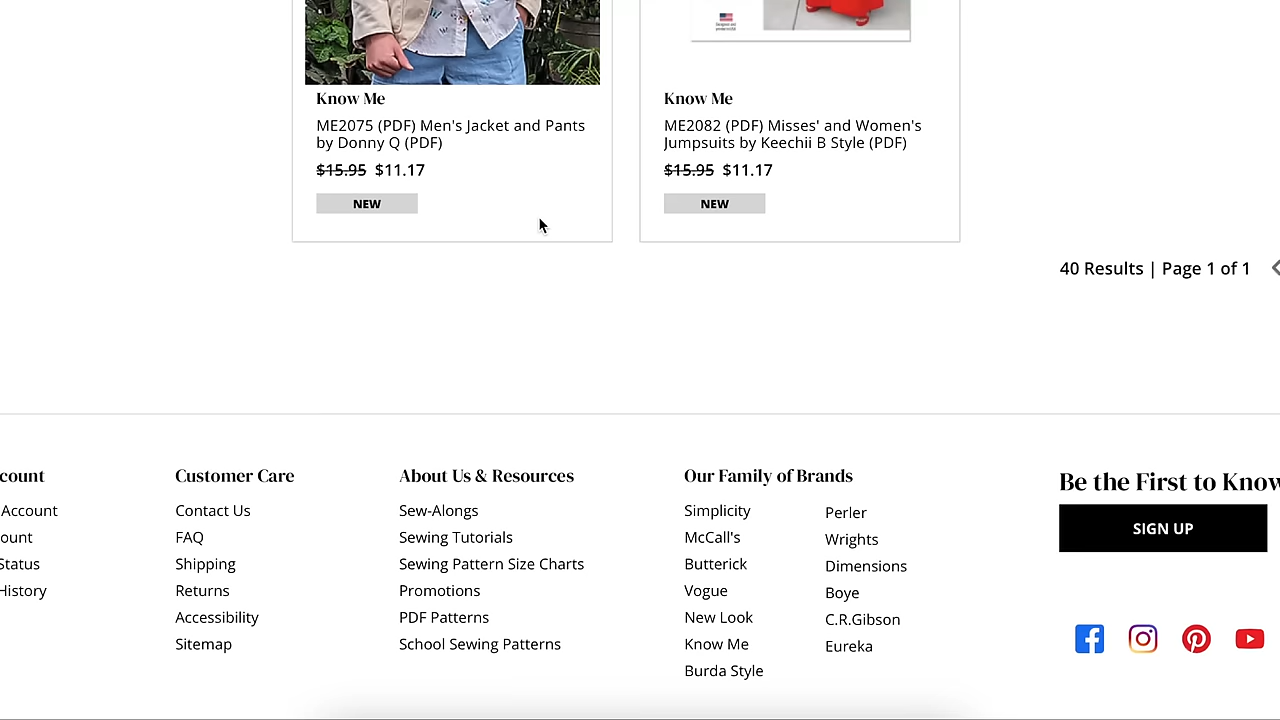 Know Me
ME2075 (PDF) Men's Jacket and Pants
by Donny Q (PDF)
$15.95 $11.17
NEW
Know Me
ME2082 (PDF) Misses' and Women's
Jumpsuits by Keechii B Style (PDF)
$15.95 $11.17
NEW
40 Results | Page 1 of 1
count
Account
ount
Status
History
Customer Care
Contact Us
FAQ
Shipping
Returns
Accessibility
Sitemap
About Us & Resources
Sew-Alongs
Sewing Tutorials
Sewing Pattern Size Charts
Promotions
PDF Patterns
School Sewing Patterns
Our Family of Brands
Simplicity
McCall's
Butterick
Vogue
New Look
Know Me
Burda Style
Perler
Wrights
Dimensions
Boye
C.R.Gibson
Eureka
Be the First to Know
SIGN UP